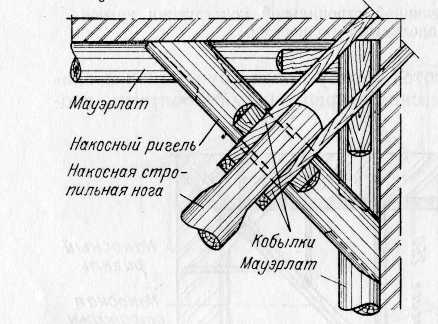 Мауэрлат
Накосный ригель
Накосная стро-
пильная нога
Кобылки
Мауэрлат